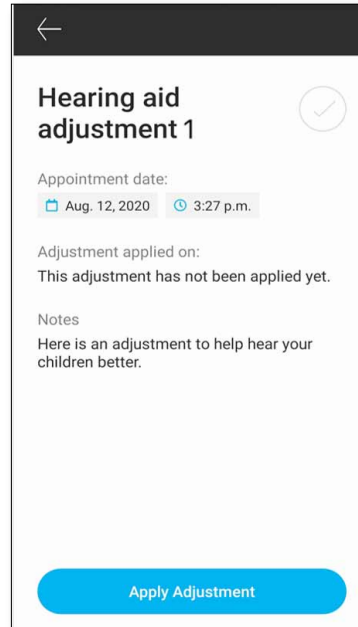 Hearing aid
adjustment 1
Appointment date:
Aug. 12, 2020 3:27 p.m.
Adjustment applied on:
This adjustment has not been applied yet.
Notes
Here is an adjustment to help hear your
children better.
Apply Adjustment